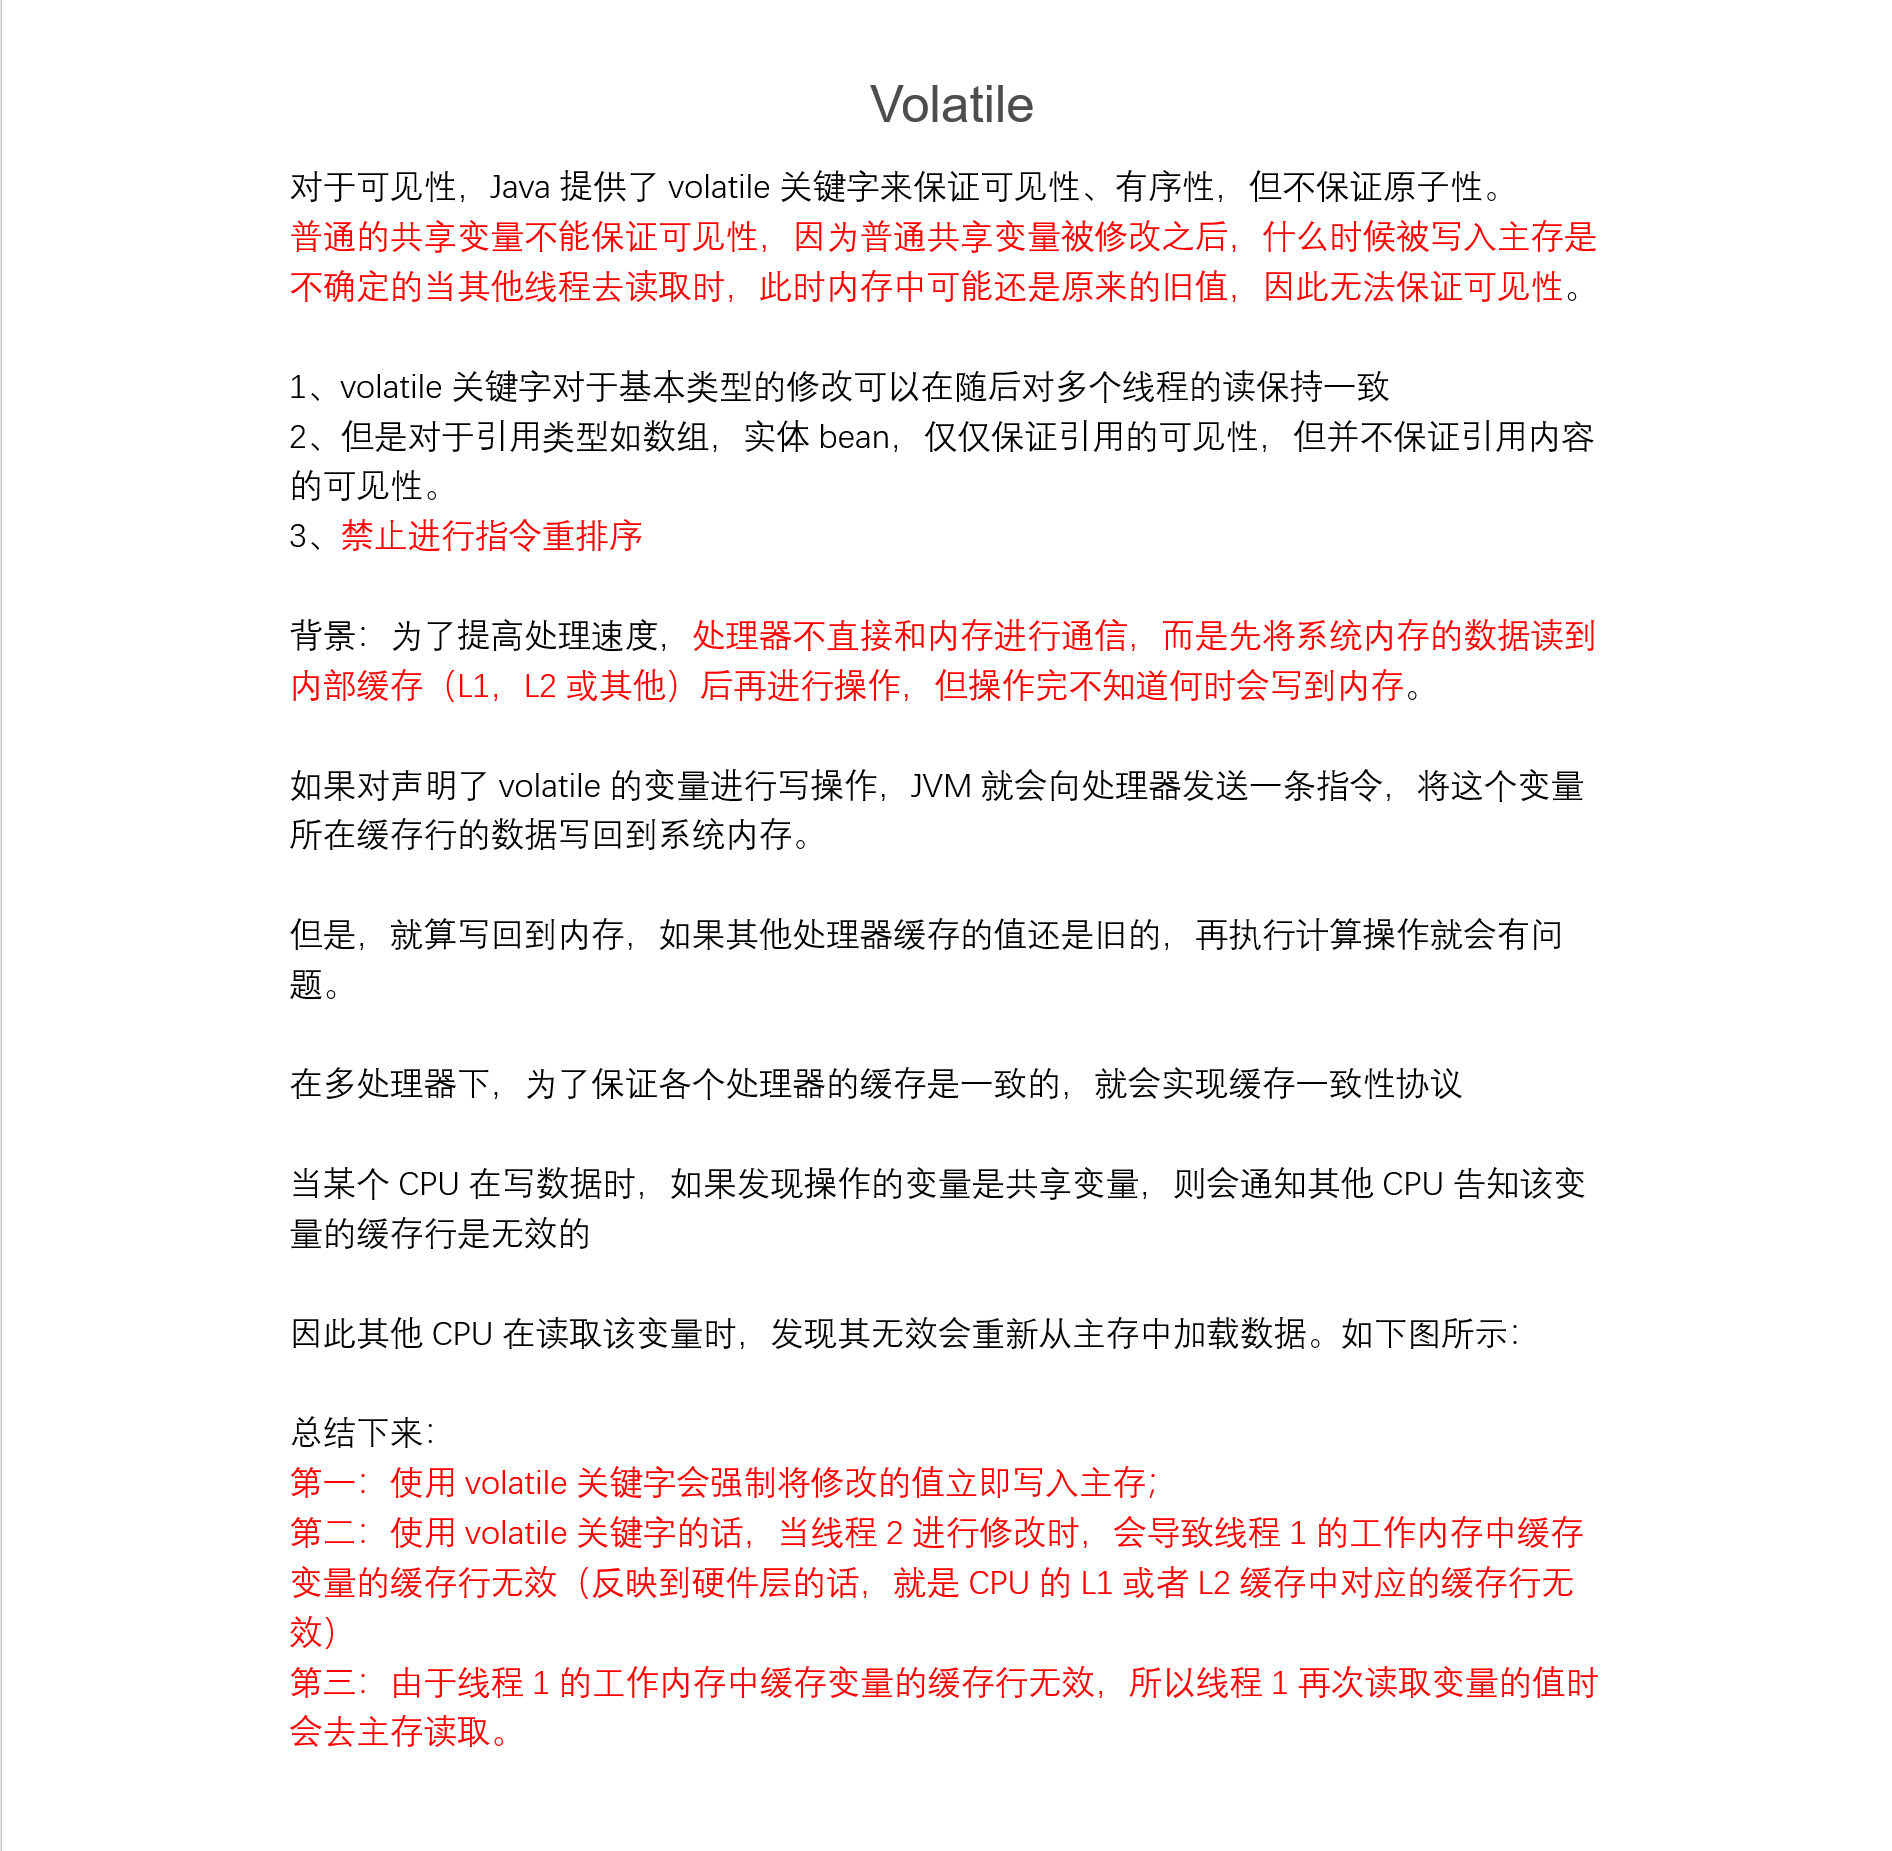 Volatile
对于可见性，Java 提供了 volatile 关键字来保证可见性、有序性，但不保证原子性。
普通的共享变量不能保证可见性，因为普通共享变量被修改之后，什么时候被写入主存是
不确定的当其他线程去读取时，此时内存中可能还是原来的旧值，因此无法保证可见性。
1、volatile 关键字对于基本类型的修改可以在随后对多个线程的读保持一致
2、但是对于引用类型如数组，实体 bean，仅仅保证引用的可见性，但并不保证引用内容
的可见性。
3、禁止进行指令重排序
背景：为了提高处理速度，处理器不直接和内存进行通信，而是先将系统内存的数据读到
内部缓存（L1，L2 或其他）后再进行操作，但操作完不知道何时会写到内存。
如果对声明了 volatile 的变量进行写操作，JVM 就会向处理器发送一条指令，将这个变量
所在缓存行的数据写回到系统内存。
但是，就算写回到内存，如果其他处理器缓存的值还是旧的，再执行计算操作就会有问
题。
在多处理器下，为了保证各个处理器的缓存是一致的，就会实现缓存一致性协议
当某个 CPU 在写数据时，如果发现操作的变量是共享变量，则会通知其他 CPU 告知该变
量的缓存行是无效的
因此其他 CPU 在读取该变量时，发现其无效会重新从主存中加载数据。如下图所示：
总结下来：
第一：使用 volatile 关键字会强制将修改的值立即写入主存；
第二：使用 volatile 关键字的话，当线程 2 进行修改时，会导致线程 1 的工作内存中缓存
变量的缓存行无效（反映到硬件层的话，就是 CPU 的 L1 或者 L2 缓存中对应的缓存行无
效）
第三：由于线程 1 的工作内存中缓存变量的缓存行无效，所以线程 1 再次读取变量的值时
会去主存读取。